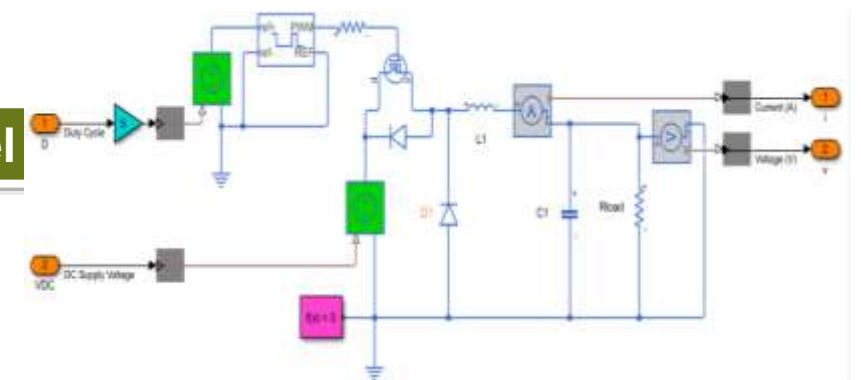 el
1
D
Duty Cycle
PWM
REF
2
VDC
DC Supply Voltage
f(x) = 0
D1
L1
A
C1
Rload
V
1
Current (A)
i
2
Voltage (V)
v